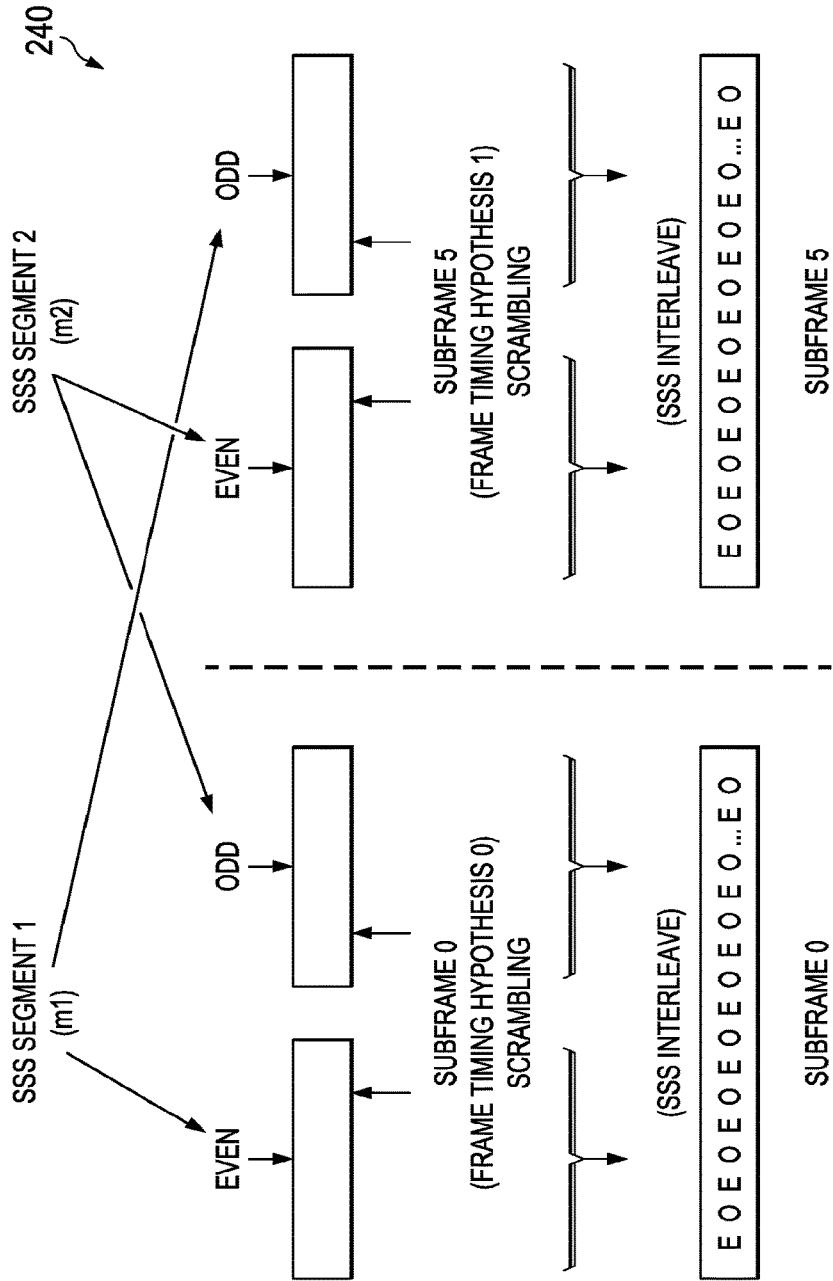 240
SSS SEGMENT 1
(m1)
SSS SEGMENT 2
(m2)
EVEN
ODD
EVEN
ODD
SUBFRAME 0
(FRAME TIMING HYPOTHESIS 0)
SCRAMBLING
SUBFRAME 5
(FRAME TIMING HYPOTHESIS 1)
SCRAMBLING
(SSS INTERLEAVE)
(SSS INTERLEAVE)
E O E O E O E O E O E O E O...E O
E O E O E O E O E O E O E O...E O
SUBFRAME 0
SUBFRAME 5